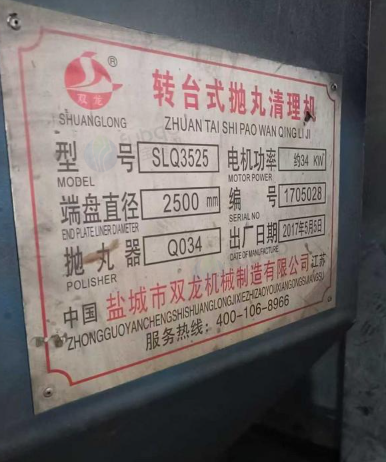 双龙
®
SHUANGLONG
转台式抛丸清理机
ZHUAN TAI SHI PAO WAN QING LI JI
型号 SLQ3525 电机功率 约34 KW
MODEL MOTOR POWER
端盘直径 2500 mm 编号 1705028
END PLATE LINER DIAMETER SERIAL NO
抛丸器 Q034 出厂日期 2017年5月5日
POLISHER DATE OF MANUFACTURE
中国 盐城市双龙机械制造有限公司 江苏
ZHONGGUOYANCHENGSHISHUANGLONGJIXIEZHIZAOYOUXIANGONGSIJIANGSU
服务热线：400-106-8966